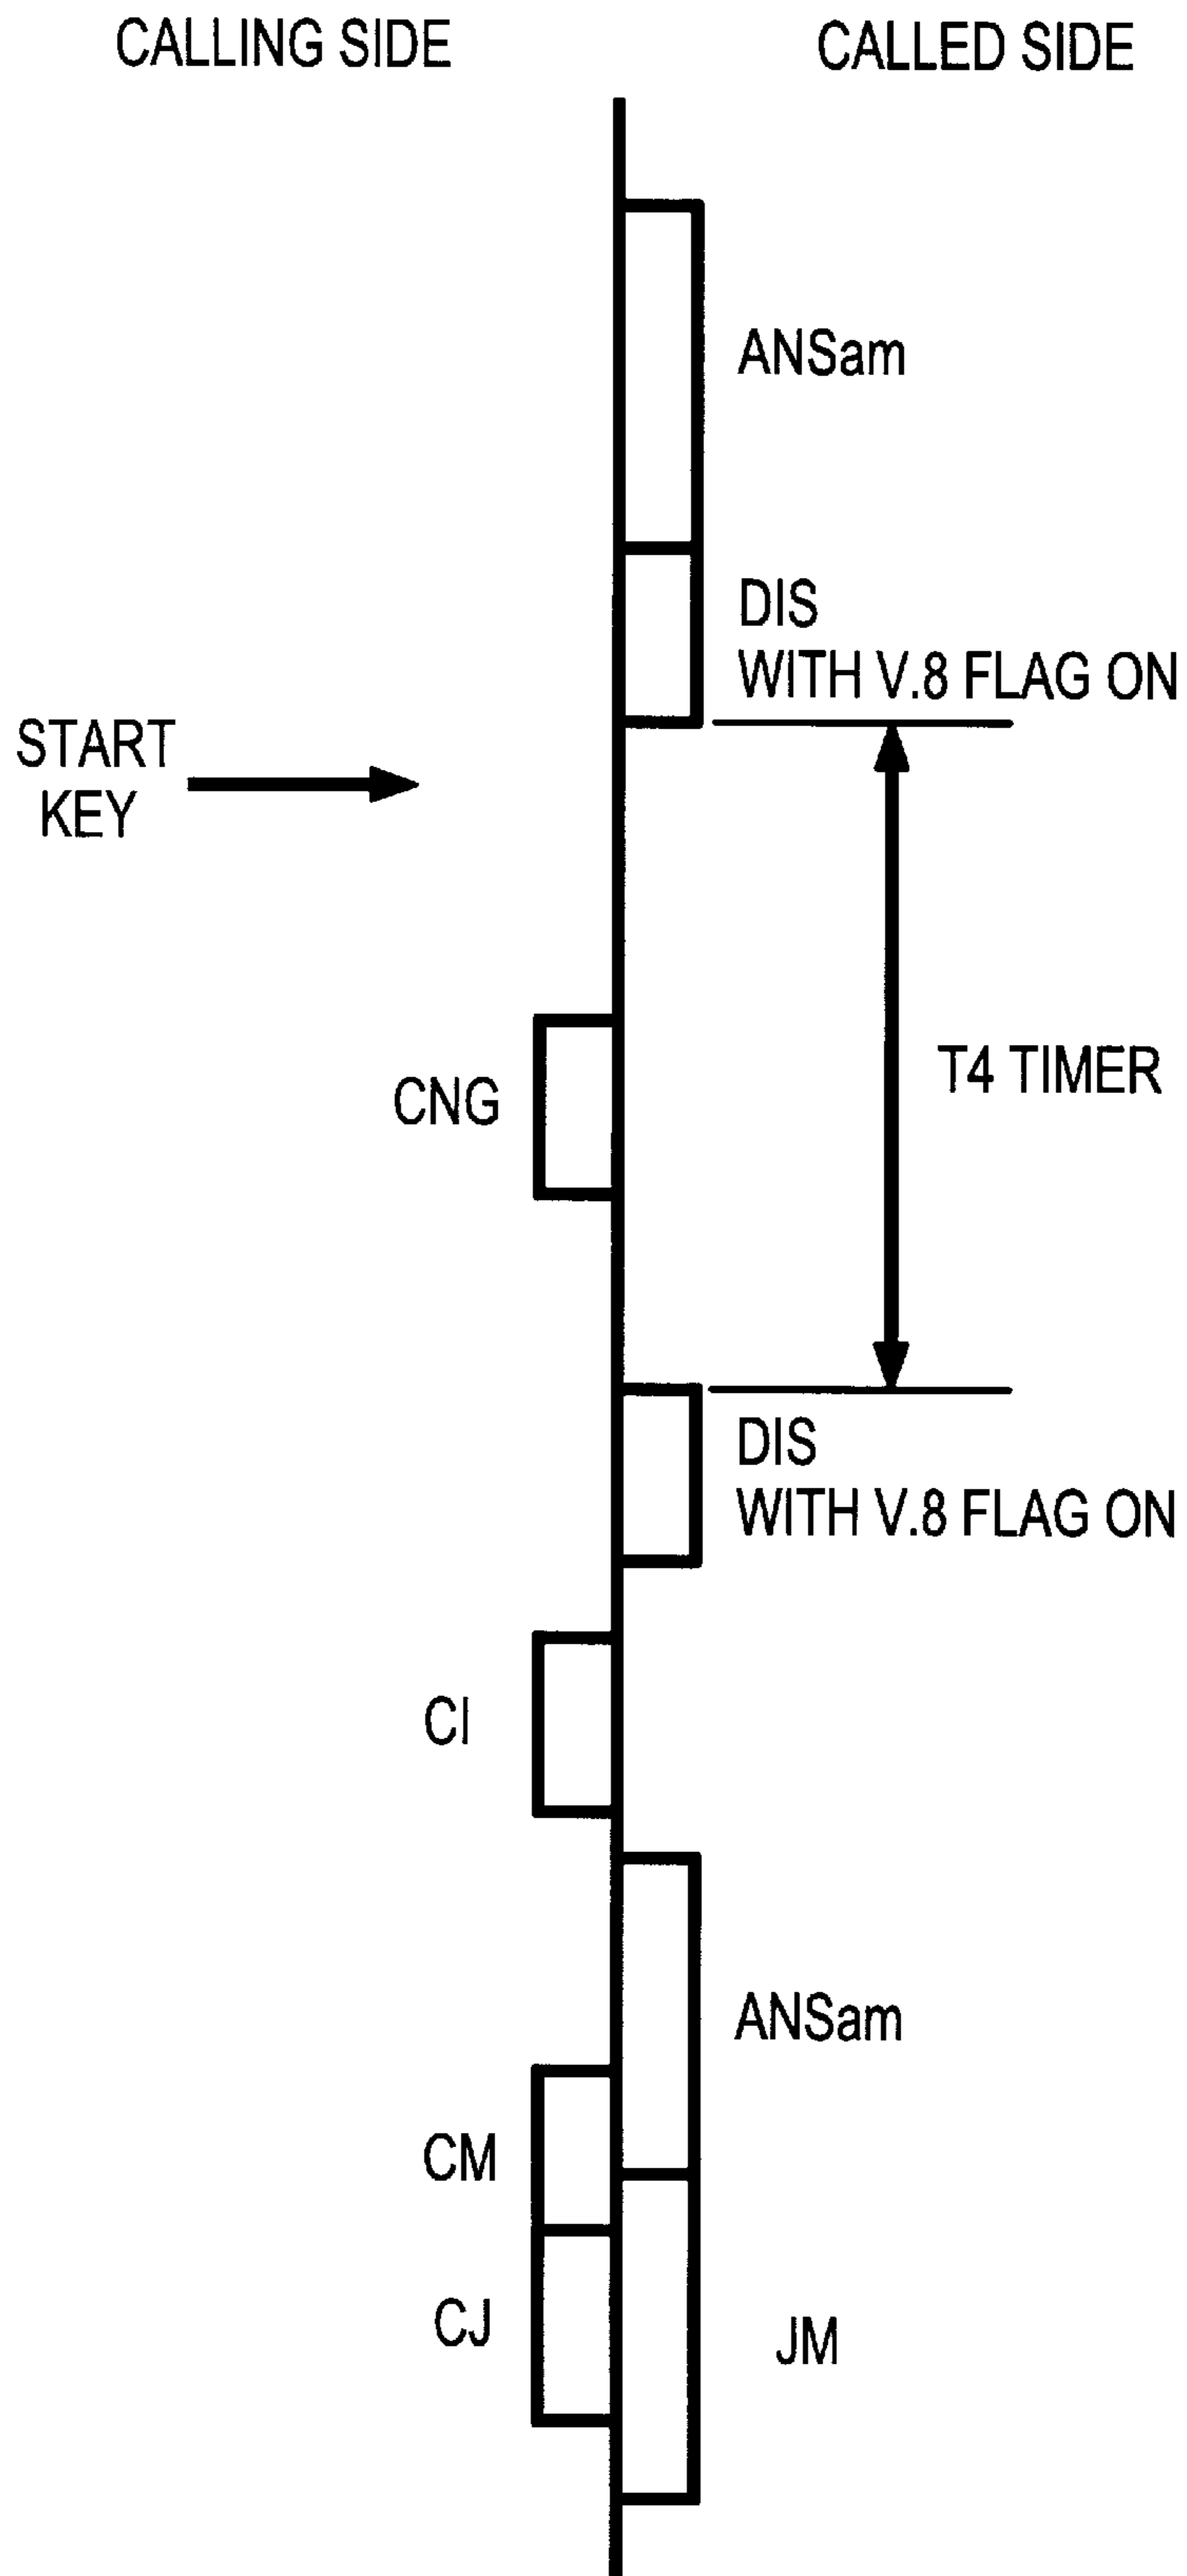 CALLING SIDE
CALLED SIDE
ANSam
DIS
WITH V.8 FLAG ON
START
KEY
CNG
T4 TIMER
DIS
WITH V.8 FLAG ON
CI
ANSam
CM
CJ
JM